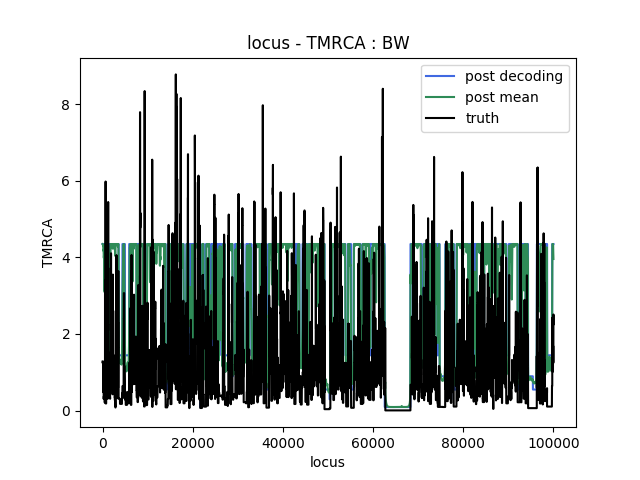 locus - TMRCA : BW
post decoding
post mean
truth
TMRCA
8
6
4
2
0
0 20000 40000 60000 80000 100000
locus